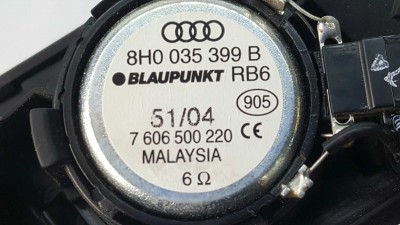 8H0 035 399 B
BLAUPUNKT RB6
905
51/04
7 606 500 220 CE
MALAYSIA
6 Ω